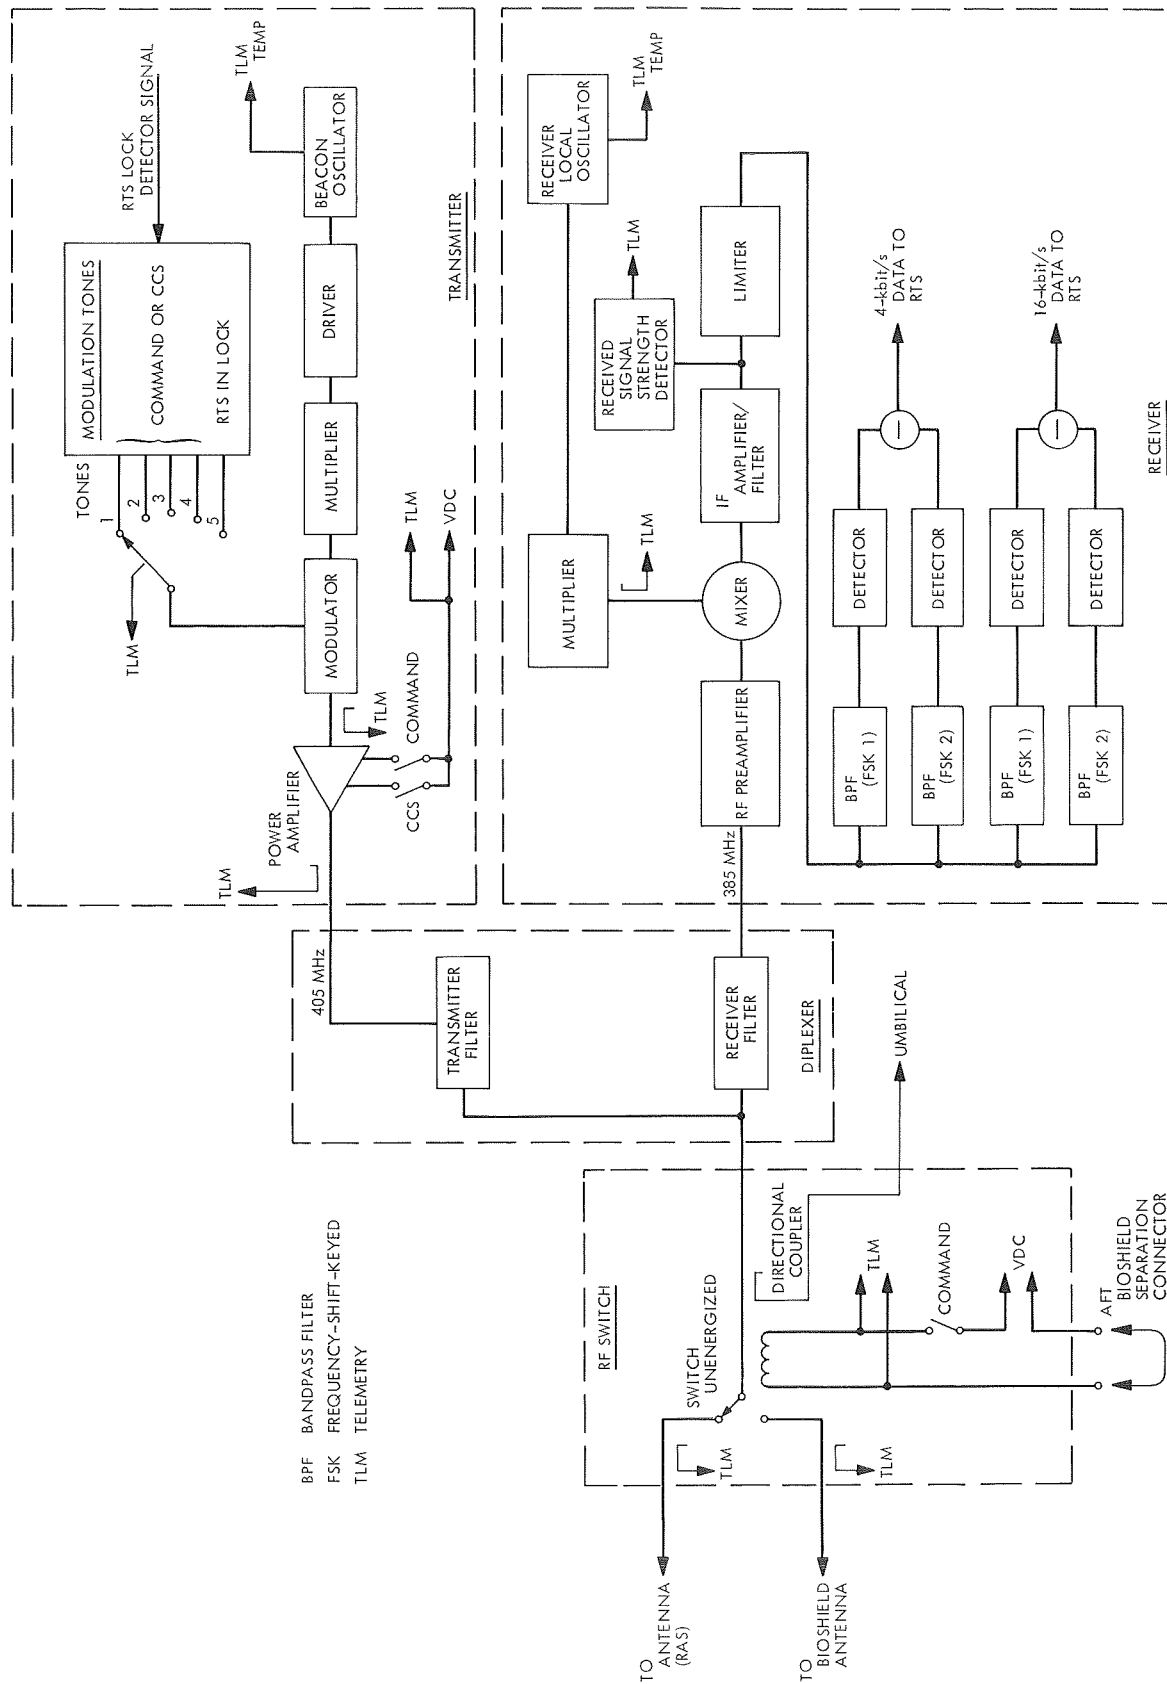 RTS LOCK
DETECTOR SIGNAL
TLM
TEMP
MODULATION TONES
COMMAND OR CCS
RTS IN LOCK
TONES
1
2
3
4
5
TLM
BEACON
OSCILLATOR
DRIVER
MULTIPLIER
MODULATOR
POWER
AMPLIFIER
TLM
TLM
COMMAND
CCS
TLM
VDC
TRANSMITTER
RECEIVER
LOCAL
OSCILLATOR
TLM
TEMP
MULTIPLIER
TLM
RECEIVED
SIGNAL
STRENGTH
DETECTOR
TLM
LIMITER
IF
AMPLIFIER/
FILTER
MIXER
RF PREAMPLIFIER
385 MHz
BPF
(FSK 1)
DETECTOR
BPF
(FSK 2)
DETECTOR
4-kbit/s
DATA TO
RTS
BPF
(FSK 1)
DETECTOR
BPF
(FSK 2)
DETECTOR
16-kbit/s
DATA TO
RTS
RECEIVER
405 MHz
TRANSMITTER
FILTER
RECEIVER
FILTER
DIPLEXER
UMBILICAL
BPF BANDPASS FILTER
FSK FREQUENCY-SHIFT-KEYED
TLM TELEMETRY
RF SWITCH
SWITCH
UNENERGIZED
DIRECTIONAL
COUPLER
TLM
COMMAND
VDC
AFT
BIOSHIELD
SEPARATION
CONNECTOR
TLM
TLM
TO
ANTENNA
(RAS)
TO
BIOSHIELD
ANTENNA